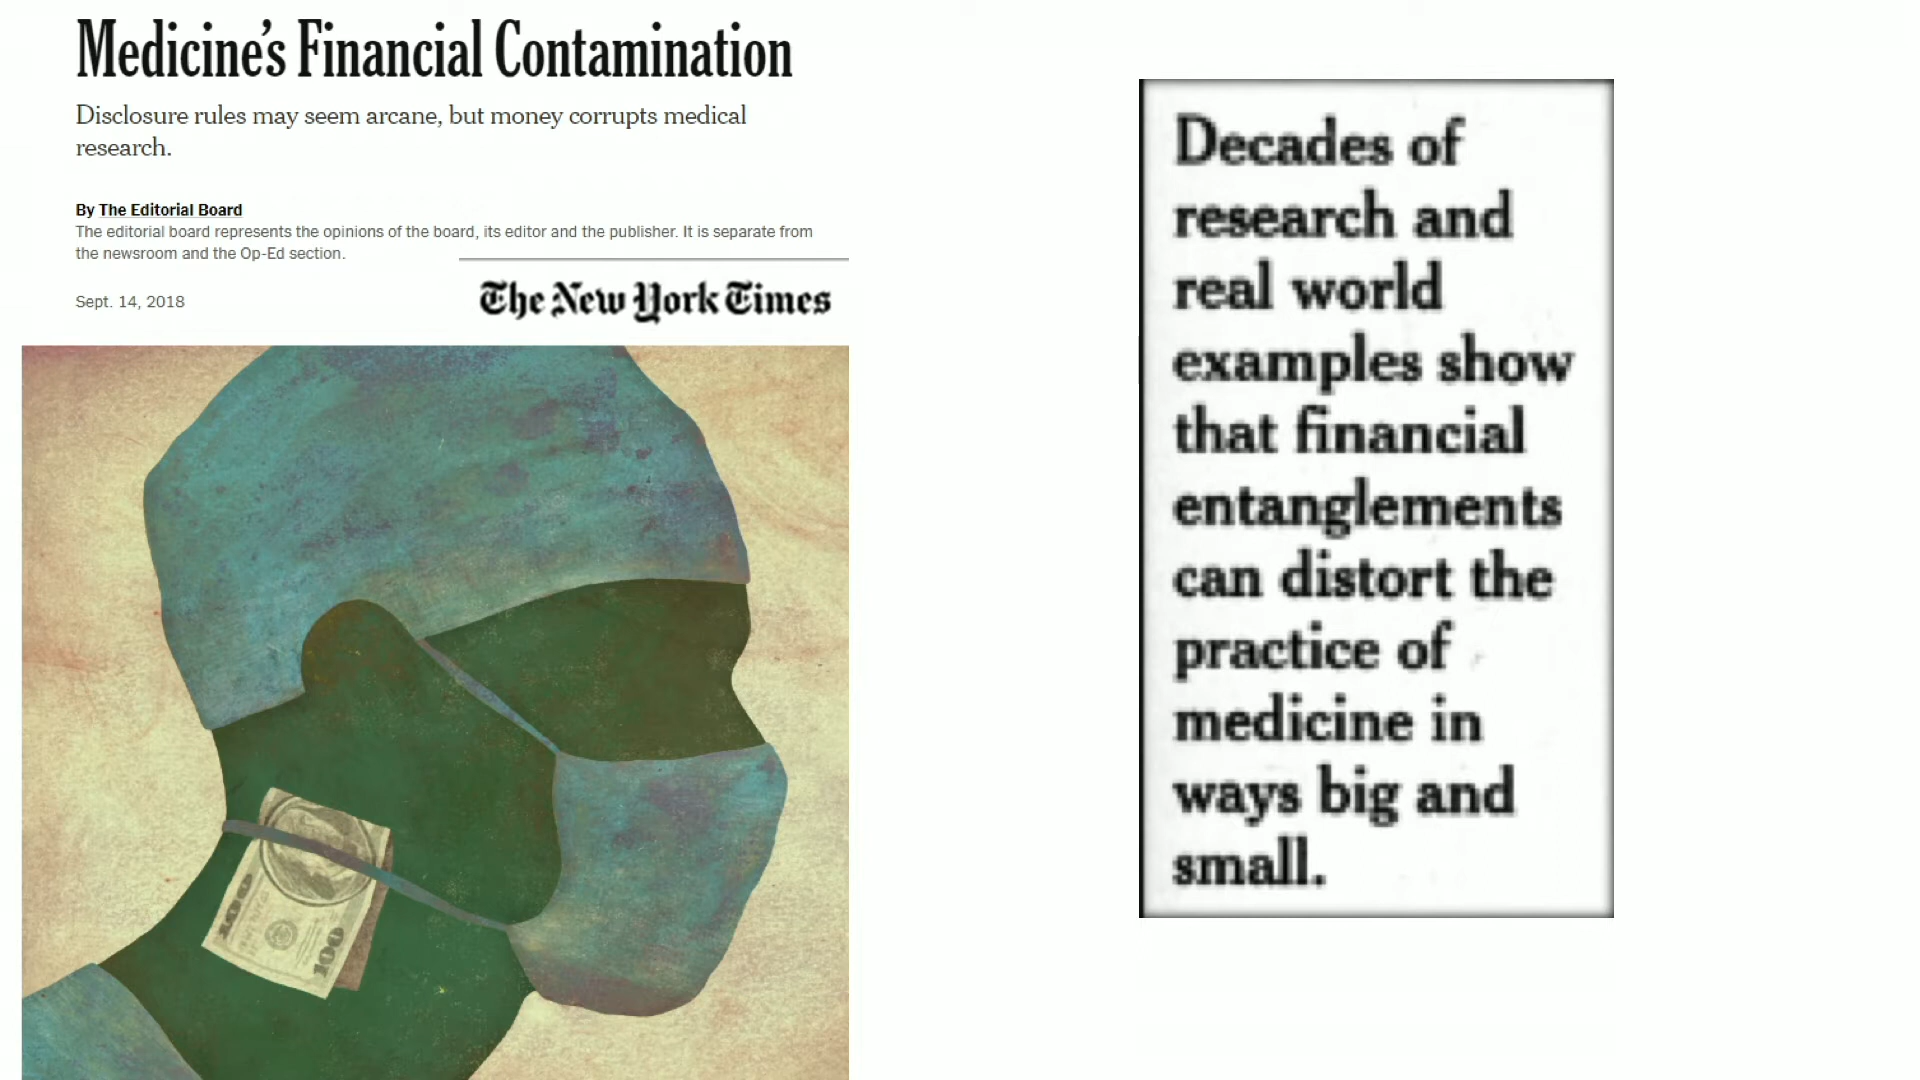 Medicine's Financial Contamination
Disclosure rules may seem arcane, but money corrupts medical
research.
By The Editorial Board
The editorial board represents the opinions of the board, its editor and the publisher. It is separate from
the newsroom and the Op-Ed section.
Sept. 14, 2018
The New York Times
100
100
Decades of
research and
real world
examples show
that financial
entanglements
can distort the
practice of
medicine in
ways big and
small.